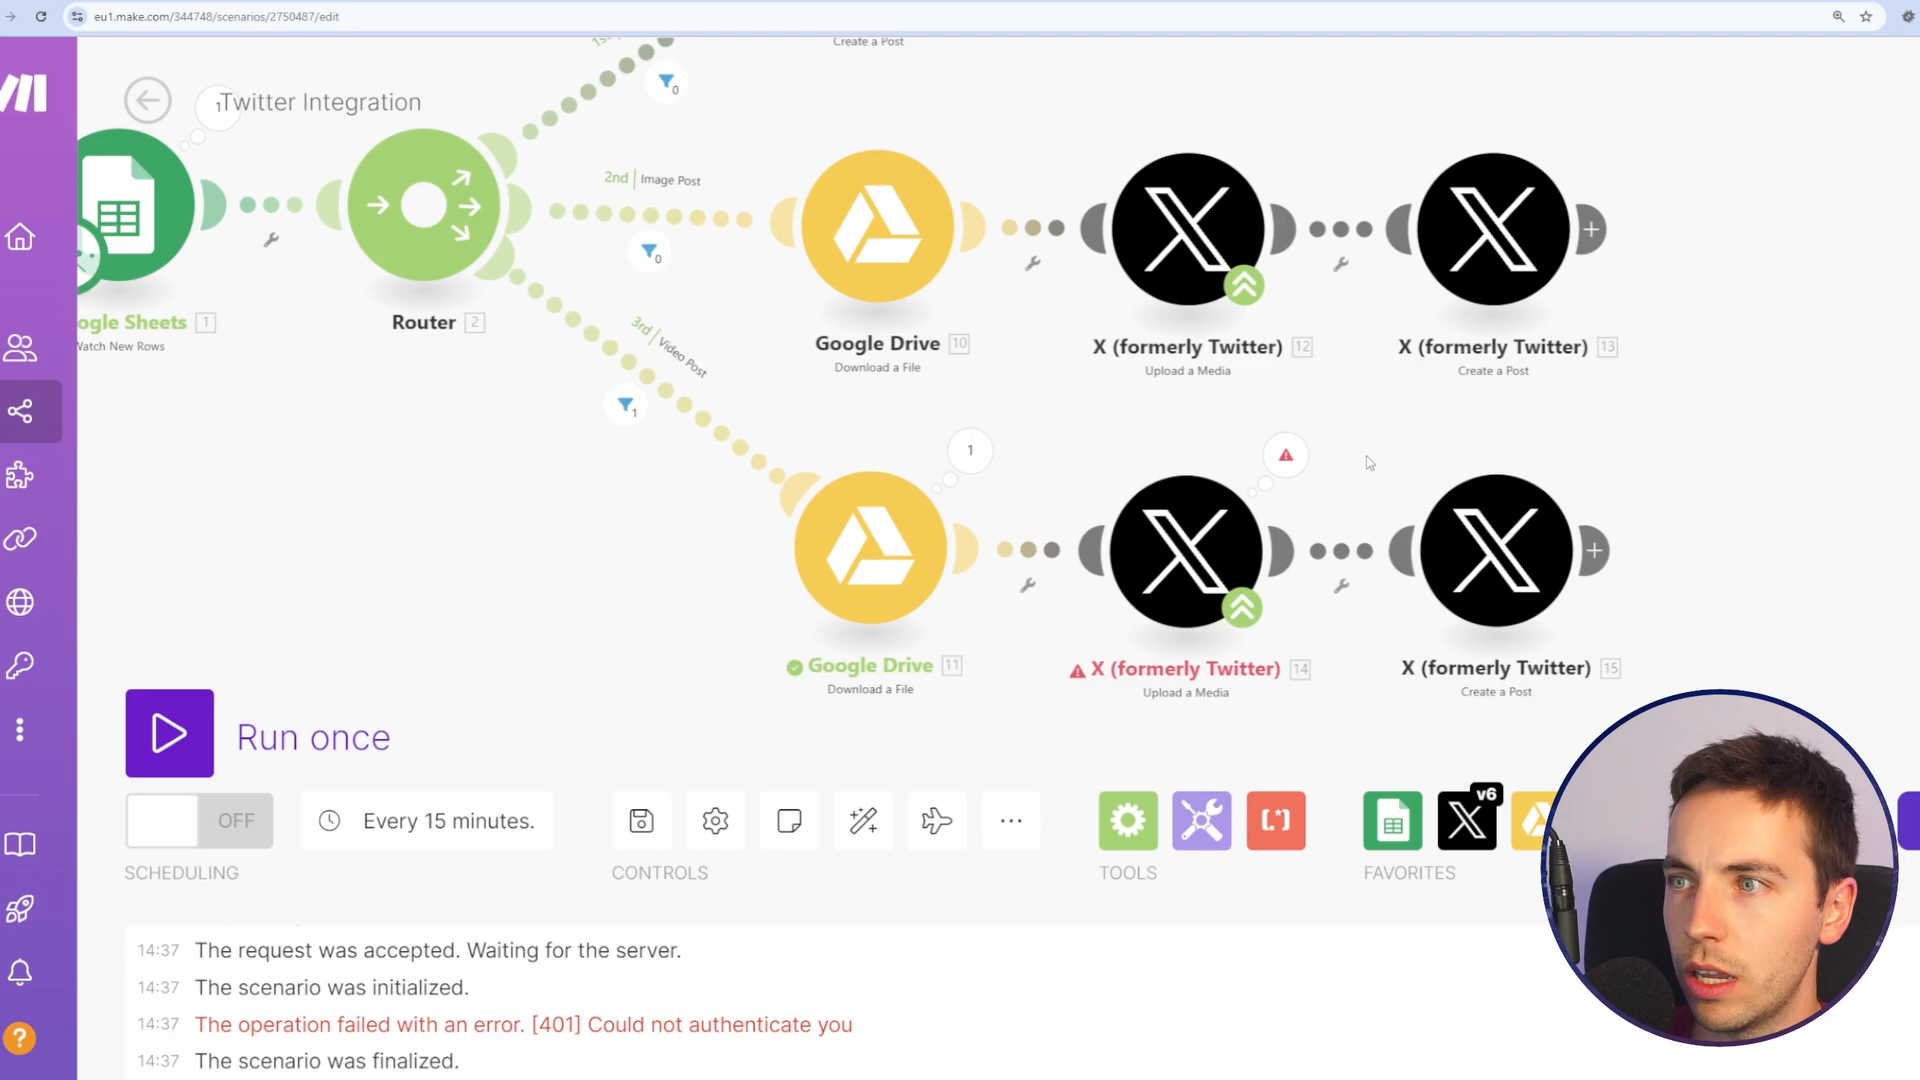 eu1.make.com/344748/scenarios/2750487/edit
Create a Post
1
Twitter Integration
0
2nd | Image Post
0
3rd | Video Post
1
Google Sheets 1
Watch New Rows
Router 2
Google Drive 10
Download a File
X (formerly Twitter) 12
Upload a Media
X (formerly Twitter) 13
Create a Post
1
Google Drive 11
Download a File
X (formerly Twitter) 14
Upload a Media
X (formerly Twitter) 15
Create a Post
Run once
OFF
Every 15 minutes.
v6
SCHEDULING
CONTROLS
TOOLS
FAVORITES
14:37 The request was accepted. Waiting for the server.
14:37 The scenario was initialized.
14:37 The operation failed with an error. [401] Could not authenticate you
14:37 The scenario was finalized.